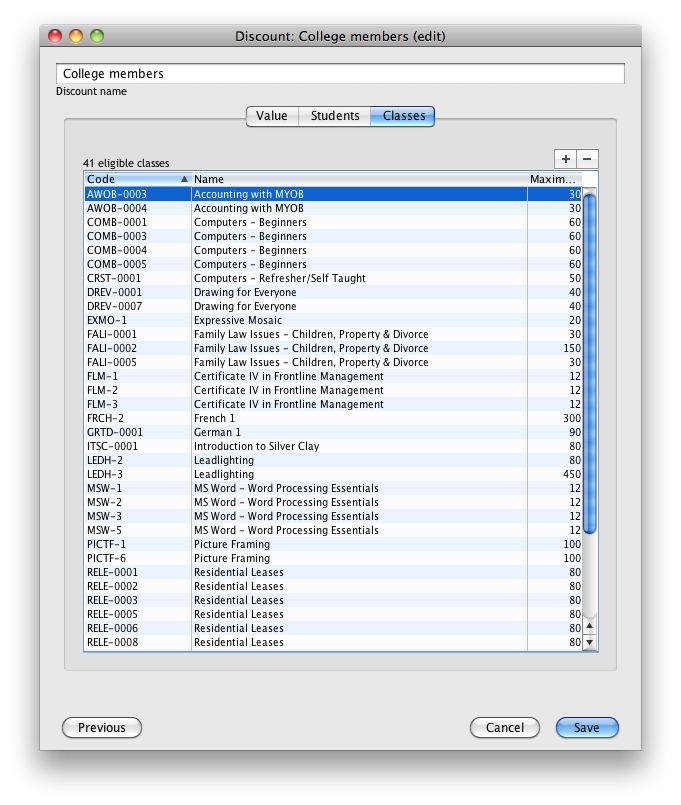 Discount: College members (edit)
College members
Discount name
Value Students Classes
41 eligible classes + −
Code Name Maxim...
AWOB-0003 Accounting with MYOB 30
AWOB-0004 Accounting with MYOB 30
COMB-0001 Computers - Beginners 60
COMB-0003 Computers - Beginners 60
COMB-0004 Computers - Beginners 60
COMB-0005 Computers - Beginners 60
CRST-0001 Computers - Refresher/Self Taught 50
DREV-0001 Drawing for Everyone 40
DREV-0007 Drawing for Everyone 40
EXMO-1 Expressive Mosaic 20
FALI-0001 Family Law Issues - Children, Property & Divorce 30
FALI-0002 Family Law Issues - Children, Property & Divorce 150
FALI-0005 Family Law Issues - Children, Property & Divorce 30
FLM-1 Certificate IV in Frontline Management 12
FLM-2 Certificate IV in Frontline Management 12
FLM-3 Certificate IV in Frontline Management 12
FRCH-2 French 1 300
GRTD-0001 German 1 90
ITSC-0001 Introduction to Silver Clay 80
LEDH-2 Leadlighting 80
LEDH-3 Leadlighting 450
MSW-1 MS Word - Word Processing Essentials 12
MSW-2 MS Word - Word Processing Essentials 12
MSW-3 MS Word - Word Processing Essentials 12
MSW-5 MS Word - Word Processing Essentials 12
PICTF-1 Picture Framing 100
PICTF-6 Picture Framing 100
RELE-0001 Residential Leases 80
RELE-0002 Residential Leases 80
RELE-0003 Residential Leases 80
RELE-0005 Residential Leases 80
RELE-0006 Residential Leases 80
RELE-0008 Residential Leases 80
Previous Cancel Save